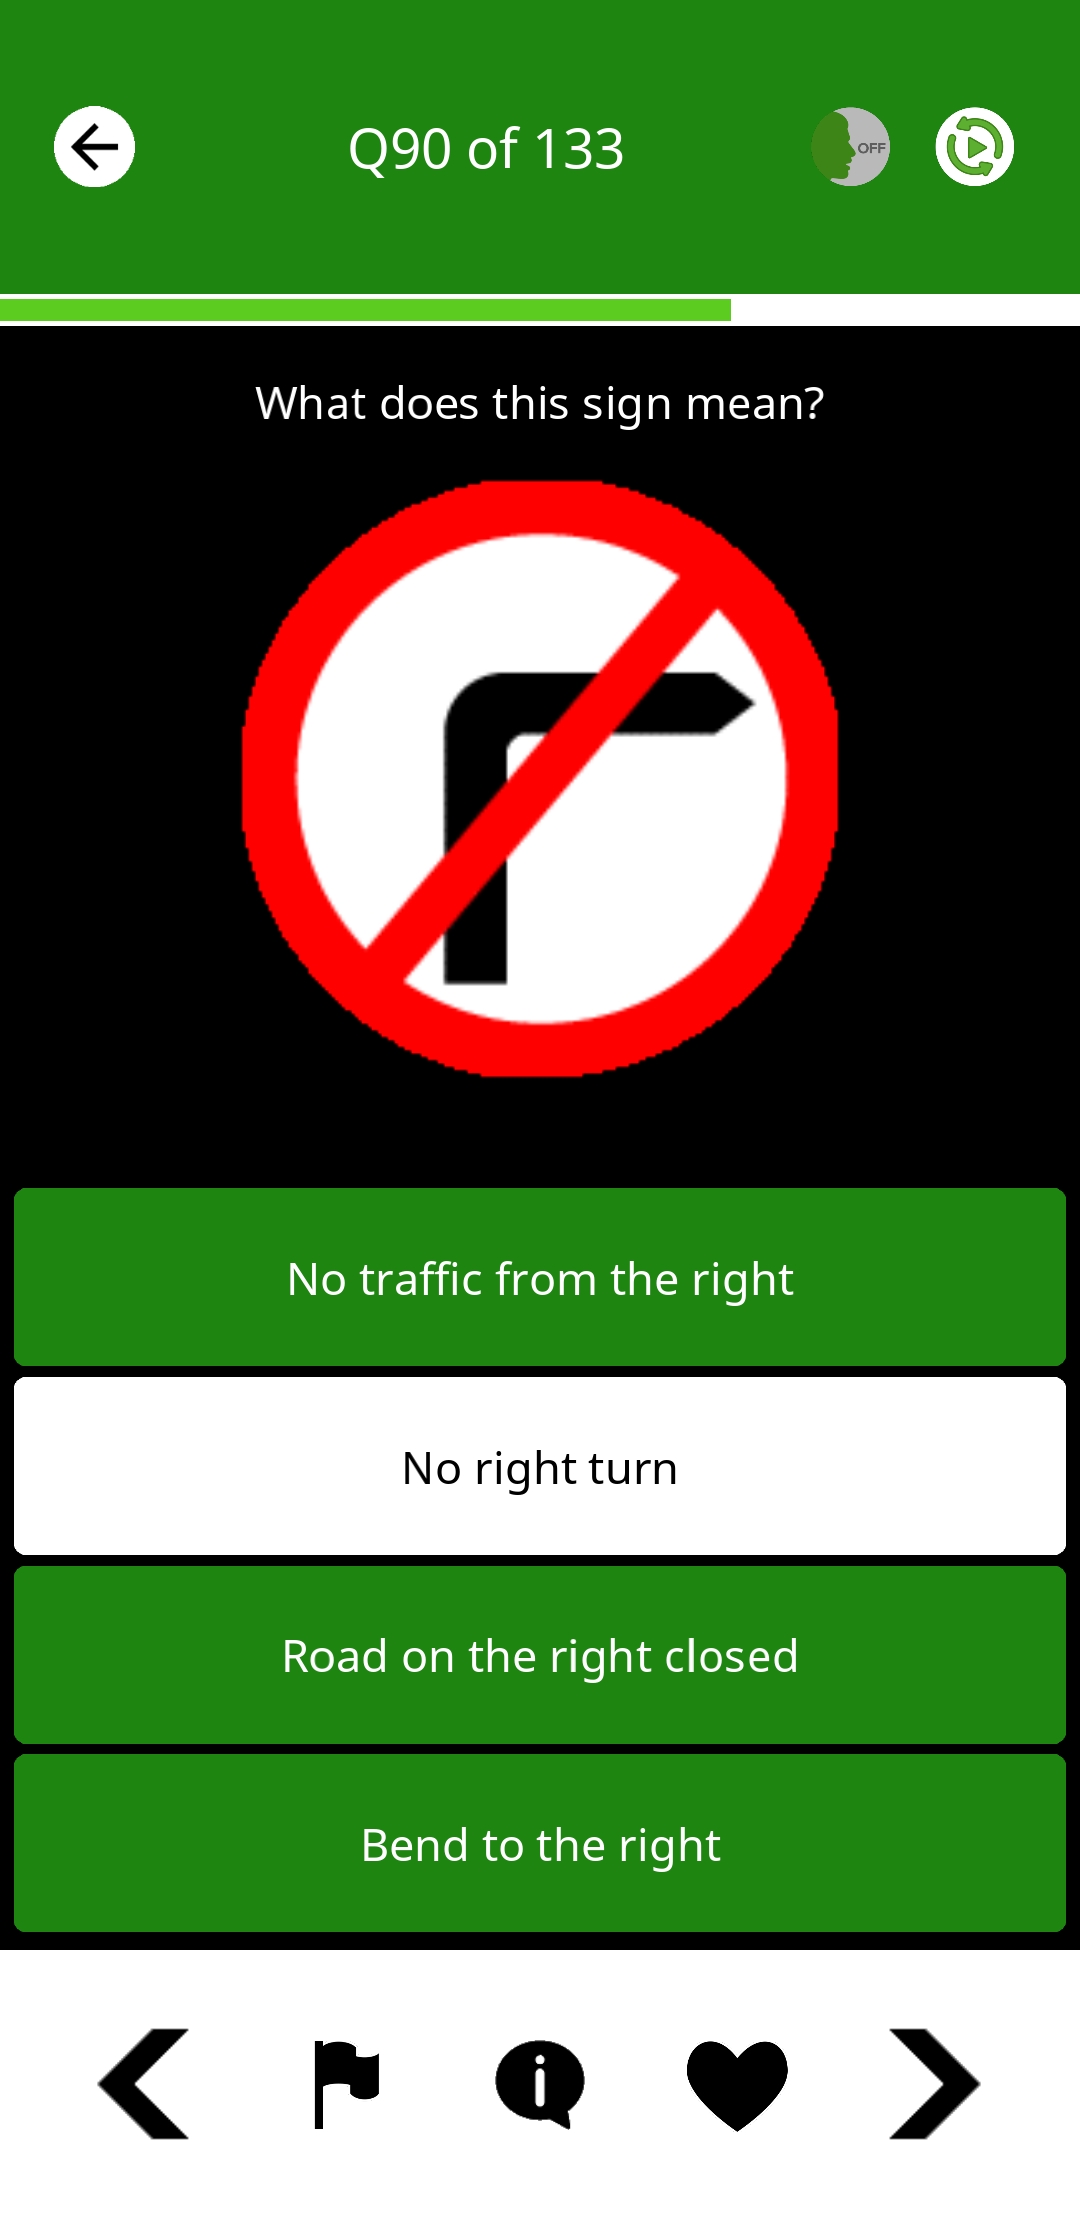 Q90 of 133
OFF
What does this sign mean?
No traffic from the right
No right turn
Road on the right closed
Bend to the right